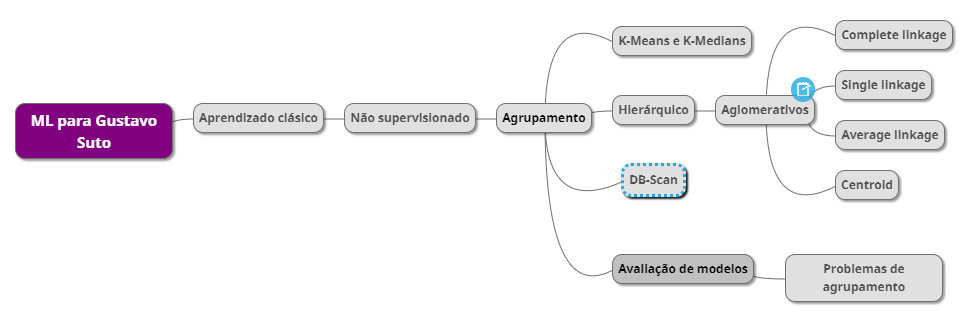 ML para Gustavo
Suto
Aprendizado clásico
Não supervisionado
Agrupamento
K-Means e K-Medians
Hierárquico
Aglomerativos
Complete linkage
Single linkage
Average linkage
Centroid
DB-Scan
Avaliação de modelos
Problemas de
agrupamento